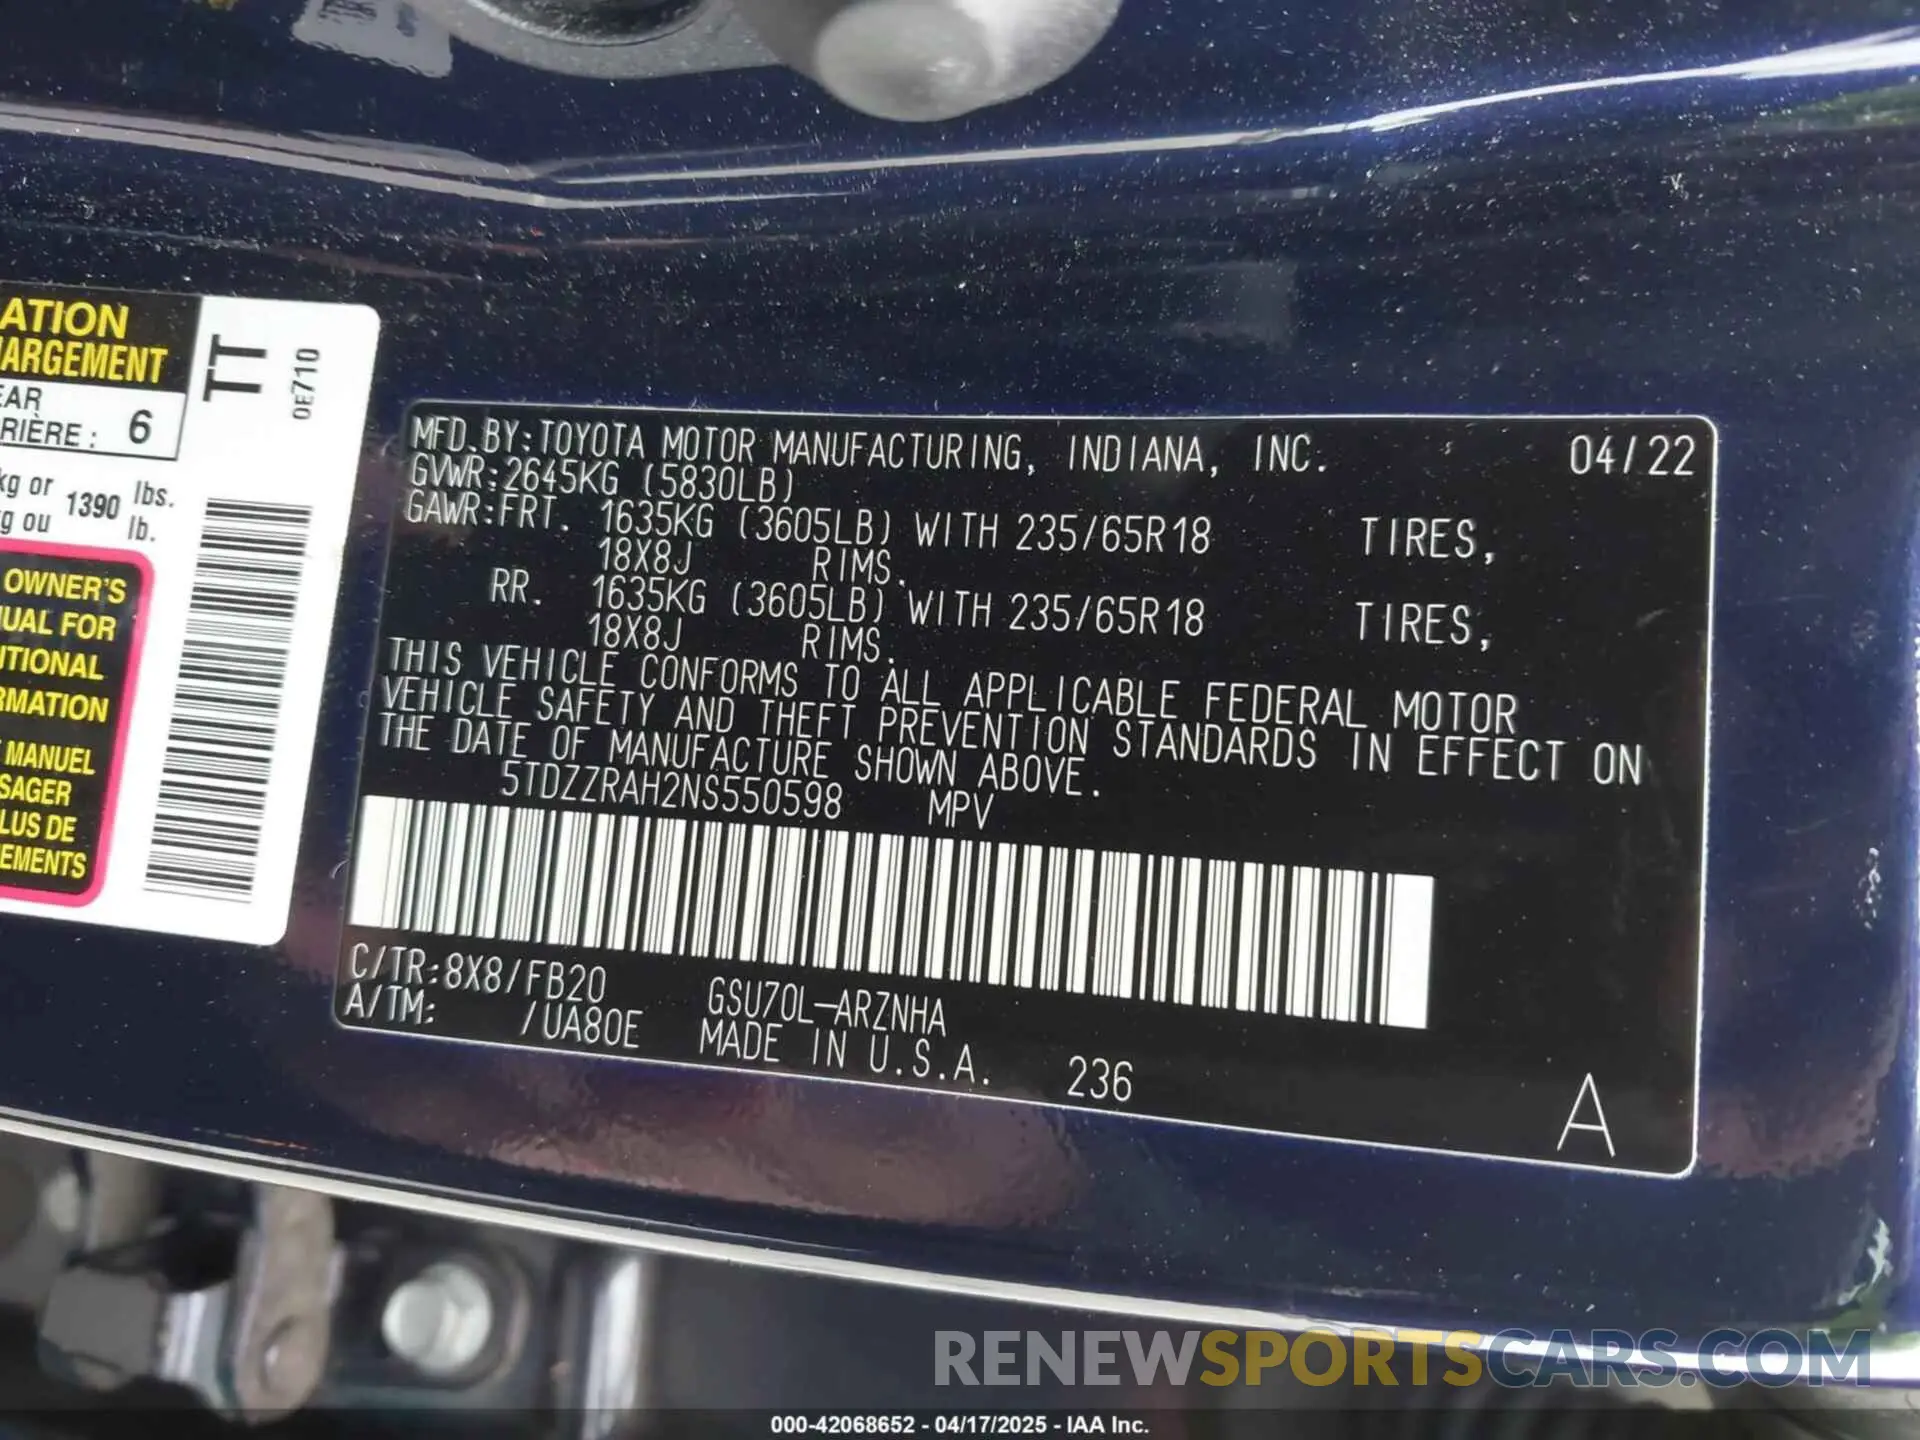 ATION
ARGEMENT
EAR
RIÈRE : 6
kg or 1390 lbs.
kg ou lb.
OWNER'S
UAL FOR
TIONAL
RMATION
MANUEL
SAGER
LUS DE
EMENTS
TT
0E710
MFD.BY:TOYOTA MOTOR MANUFACTURING, INDIANA, INC. 04/22
GVWR:2645KG (5830LB)
GAWR:FRT. 1635KG (3605LB) WITH 235/65R18 TIRES,
18X8J RIMS.
RR. 1635KG (3605LB) WITH 235/65R18 TIRES,
18X8J RIMS.
THIS VEHICLE CONFORMS TO ALL APPLICABLE FEDERAL MOTOR
VEHICLE SAFETY AND THEFT PREVENTION STANDARDS IN EFFECT ON
THE DATE OF MANUFACTURE SHOWN ABOVE.
5TDZZRAH2NS550598 MPV
C/TR:8X8/FB20 GSU70L-ARZNHA
A/TM: /UA80E MADE IN U.S.A. 236
A
RENEWSPORTSCARS.COM
000-42068652 - 04/17/2025 - IAA Inc.